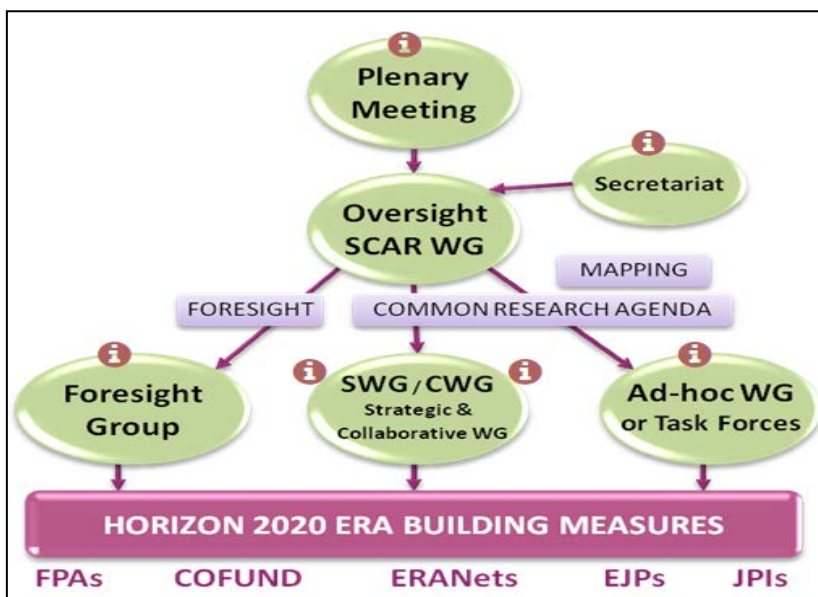 i
Plenary
Meeting
i
Secretariat
Oversight
SCAR WG
MAPPING
FORESIGHT
COMMON RESEARCH AGENDA
i
Foresight
Group
i
i
SWG / CWG
Strategic &
Collaborative WG
i
Ad-hoc WG
or Task Forces
HORIZON 2020 ERA BUILDING MEASURES
FPAs COFUND ERANets EJPs JPIs